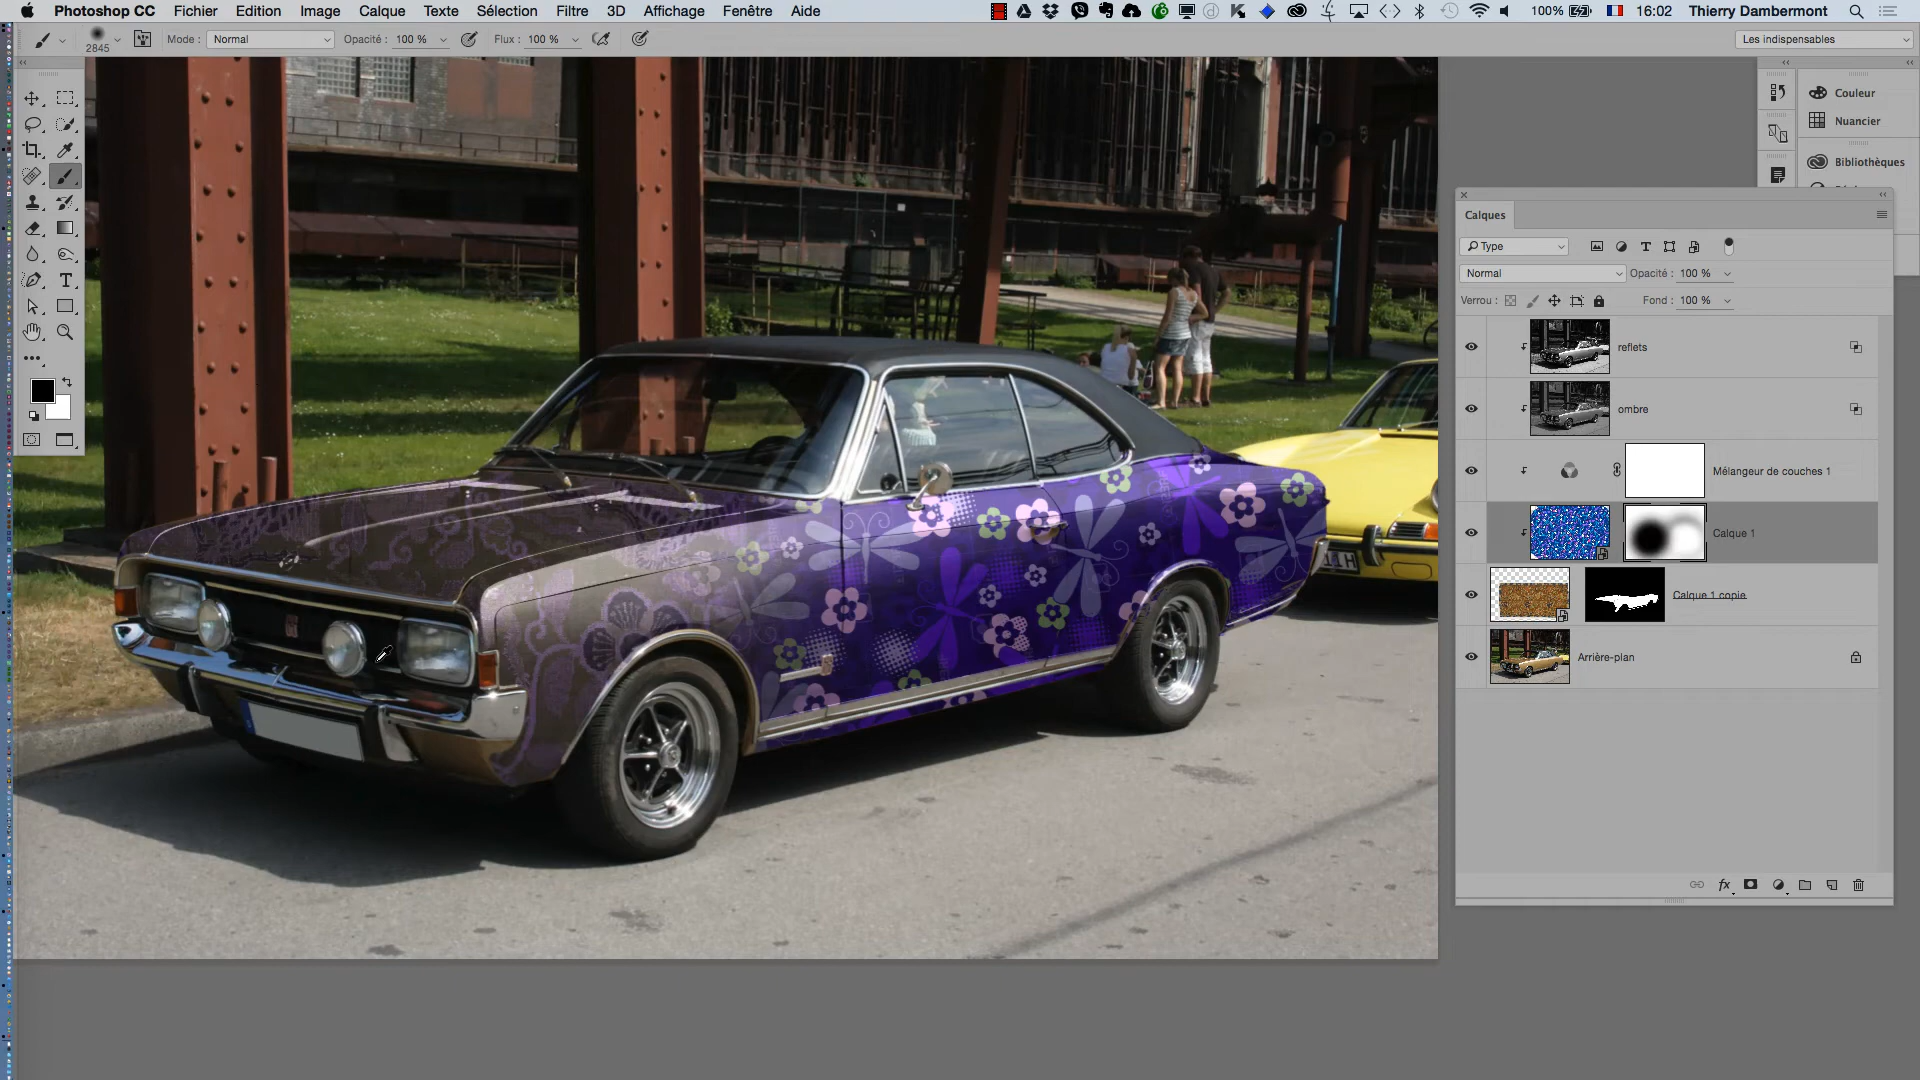 Photoshop CC Fichier Edition Image Calque Texte Sélection Filtre 3D Affichage Fenêtre Aide 100% 16:02 Thierry Dambermont
2845 Mode : Normal Opacité : 100 % Flux : 100 % Les indispensables
Couleur
Nuancier
Bibliothèques
Calques
Type
Normal Opacité : 100 %
Verrou : Fond : 100 %
reflets
ombre
Mélangeur de couches 1
Calque 1
Calque 1 copie
Arrière-plan